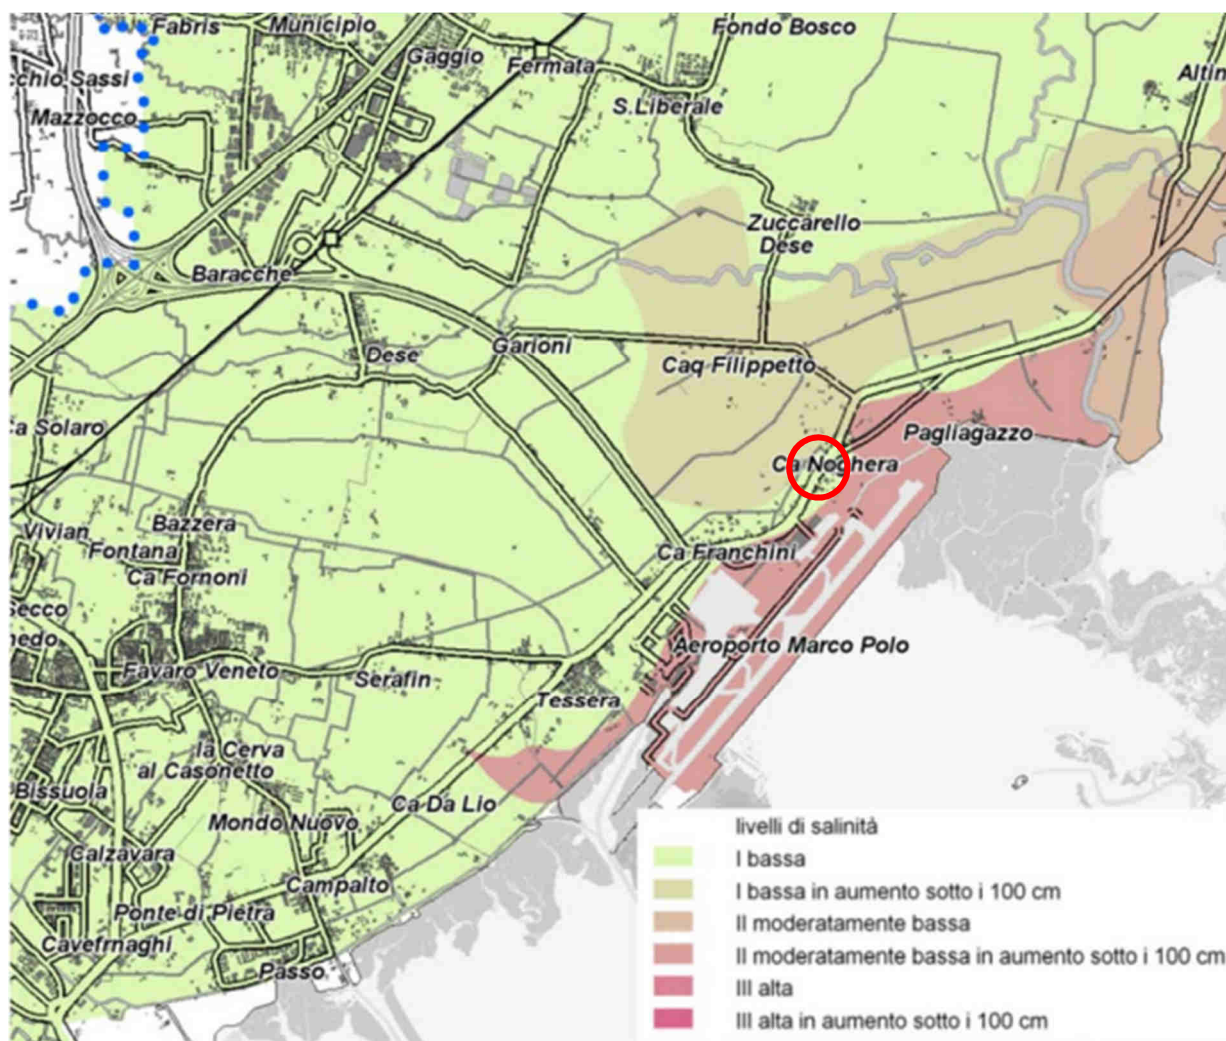 Fabris
Municipio
Gaggio
Fermata
Fondo Bosco
cchio Sassi
Altin
S.Liberale
Mazzocco
Zuccarello
Dese
Baracche
Garioni
Dese
Caq Filippetto
Ca Solaro
Pagliagazzo
Ca Noghera
Vivian
Bazzera
Fontana
Ca Franchini
Ca Fornoni
Secco
nedo
Aeroporto Marco Polo
Favaro Veneto
Serafin
Tessera
la Cerva
al Casonetto
Bissuola
Ca Da Lio
Mondo Nuovo
Calzavara
Campalto
Ponte di Pietra
Cavefrnaghi
Passo
livelli di salinità
I bassa
I bassa in aumento sotto i 100 cm
II moderatamente bassa
II moderatamente bassa in aumento sotto i 100 cm
III alta
III alta in aumento sotto i 100 cm